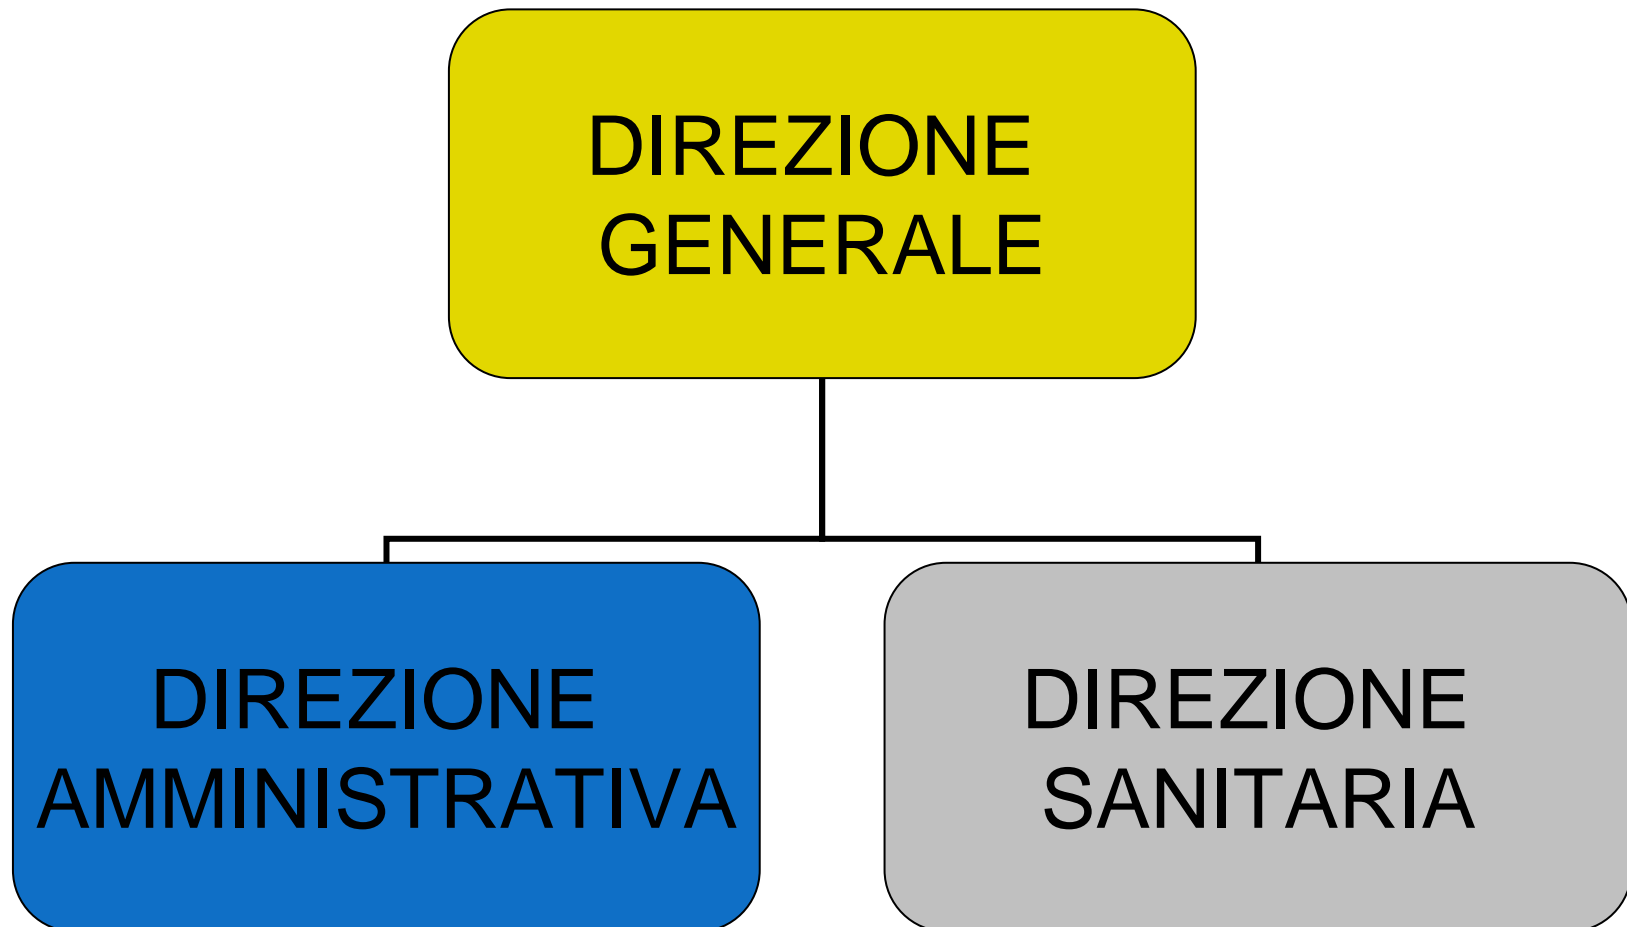 DIREZIONE
GENERALE
DIREZIONE
AMMINISTRATIVA
DIREZIONE
SANITARIA